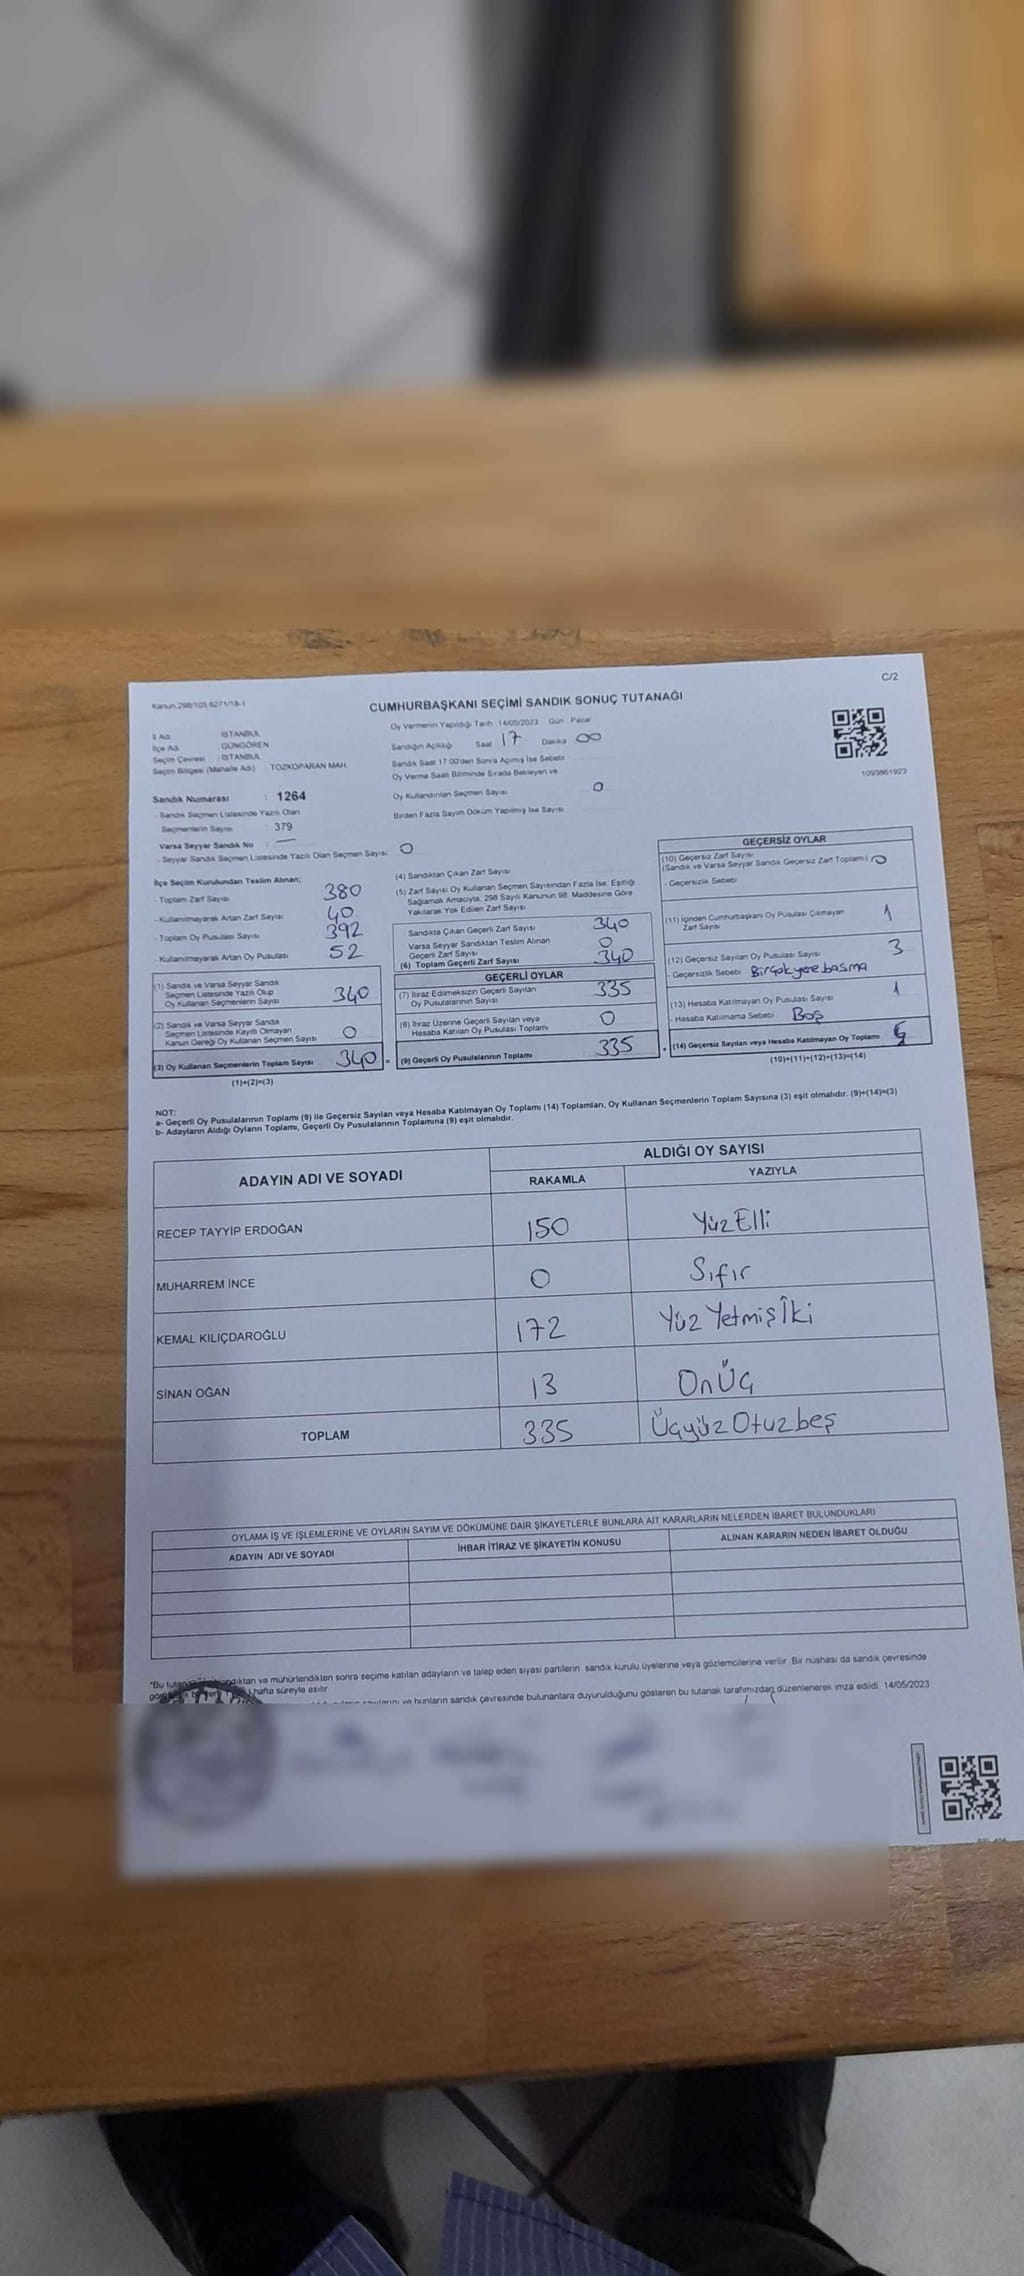 Kanun.298/105,6271/18-1
C/2
CUMHURBAŞKANI SEÇİMİ SANDIK SONUÇ TUTANAĞI
İl Adı : İSTANBUL
İlçe Adı : GÜNGÖREN
Seçim Çevresi : İSTANBUL
Seçim Bölgesi (Mahalle Adı) : TOZKOPARAN MAH.
Oy Vermenin Yapıldığı Tarih : 14/05/2023 Gün : Pazar
Sandığın Açıldığı Saat 17 Dakika 00
Sandık Saat 17.00'den Sonra Açılmış İse Sebebi
Oy Verme Saati Bitiminde Sırada Bekleyen ve
Oy Kullandırılan Seçmen Sayısı 0
Birden Fazla Sayım Döküm Yapılmış İse Sayısı
1093861923
Sandık Numarası : 1264
- Sandık Seçmen Listesinde Yazılı Olan
Seçmenlerin Sayısı : 379
Varsa Seyyar Sandık No : —
- Seyyar Sandık Seçmen Listesinde Yazılı Olan Seçmen Sayısı : 0
İlçe Seçim Kurulundan Teslim Alınan;
- Toplam Zarf Sayısı 380
- Kullanılmayarak Artan Zarf Sayısı 40
- Toplam Oy Pusulası Sayısı 392
- Kullanılmayarak Artan Oy Pusulası 52
(1) Sandık ve Varsa Seyyar Sandık
Seçmen Listesinde Yazılı Olup
Oy Kullanan Seçmenlerin Sayısı 340
(2) Sandık ve Varsa Seyyar Sandık
Seçmen Listesinde Kayıtlı Olmayan
Kanun Gereği Oy Kullanan Seçmen Sayısı 0
(3) Oy Kullanan Seçmenlerin Toplam Sayısı 340 =
(1)+(2)=(3)
(4) Sandıktan Çıkan Zarf Sayısı
(5) Zarf Sayısı Oy Kullanan Seçmen Sayısından Fazla İse, Eşitliği
Sağlamak Amacıyla, 298 Sayılı Kanunun 98. Maddesine Göre
Yakılarak Yok Edilen Zarf Sayısı
Sandıkta Çıkan Geçerli Zarf Sayısı 340
Varsa Seyyar Sandıktan Teslim Alınan
Geçerli Zarf Sayısı 0
(6) Toplam Geçerli Zarf Sayısı 340
GEÇERLİ OYLAR
(7) İtiraz Edilmeksizin Geçerli Sayılan
Oy Pusulalarının Sayısı 335
(8) İtiraz Üzerine Geçerli Sayılan veya
Hesaba Katılan Oy Pusulası Toplamı 0
(9) Geçerli Oy Pusulalarının Toplamı 335 +
GEÇERSİZ OYLAR
(10) Geçersiz Zarf Sayısı
(Sandık ve Varsa Seyyar Sandık Geçersiz Zarf Toplamı) 0
- Geçersizlik Sebebi
(11) İçinden Cumhurbaşkanı Oy Pusulası Çıkmayan
Zarf Sayısı 1
(12) Geçersiz Sayılan Oy Pusulası Sayısı 3
- Geçersizlik Sebebi Birçok yere basma
(13) Hesaba Katılmayan Oy Pusulası Sayısı 1
- Hesaba Katılmama Sebebi Boş
(14) Geçersiz Sayılan veya Hesaba Katılmayan Oy Toplamı 5
(10)+(11)+(12)+(13)=(14)
NOT:
a- Geçerli Oy Pusulalarının Toplamı (9) ile Geçersiz Sayılan veya Hesaba Katılmayan Oy Toplamı (14) Toplamları, Oy Kullanan Seçmenlerin Toplam Sayısına (3) eşit olmalıdır. (9)+(14)=(3)
b- Adayların Aldığı Oyların Toplamı, Geçerli Oy Pusulalarının Toplamına (9) eşit olmalıdır.
ADAYIN ADI VE SOYADI
ALDIĞI OY SAYISI
RAKAMLA YAZIYLA
RECEP TAYYİP ERDOĞAN 150 Yüz Elli
MUHARREM İNCE 0 Sıfır
KEMAL KILIÇDAROĞLU 172 Yüz Yetmiş İki
SİNAN OĞAN 13 On Üç
TOPLAM 335 Üçyüz Otuz beş
OYLAMA İŞ VE İŞLEMLERİNE VE OYLARIN SAYIM VE DÖKÜMÜNE DAİR ŞİKAYETLERLE BUNLARA AİT KARARLARIN NELERDEN İBARET BULUNDUKLARI
ADAYIN ADI VE SOYADI İHBAR İTİRAZ VE ŞİKAYETİN KONUSU ALINAN KARARIN NEDEN İBARET OLDUĞU
"Bu ve mühürlendikten sonra seçime katılan adayların ve talep eden siyasi partilerin sandık kurulu üyelerine veya gözlemcilerine verilir. Bir nüshası da sandık çevresinde
hafta süreyle asılır.
ve bunların sandık çevresinde bulunanlara duyurulduğunu gösteren bu tutanak tarafımızdan düzenlenerek imza edildi. 14/05/2023